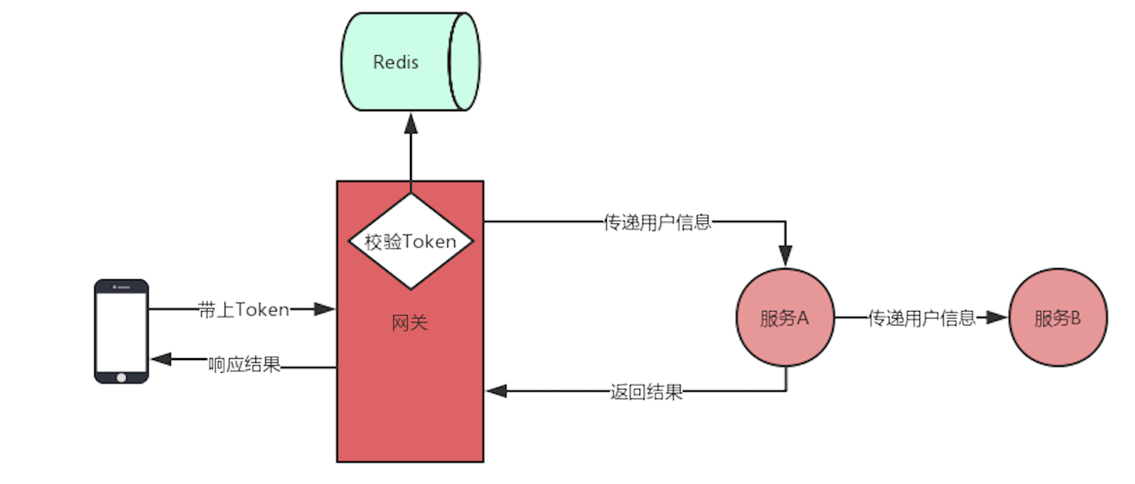 Redis
校验Token
传递用户信息
带上Token
网关
服务A
传递用户信息
服务B
响应结果
返回结果